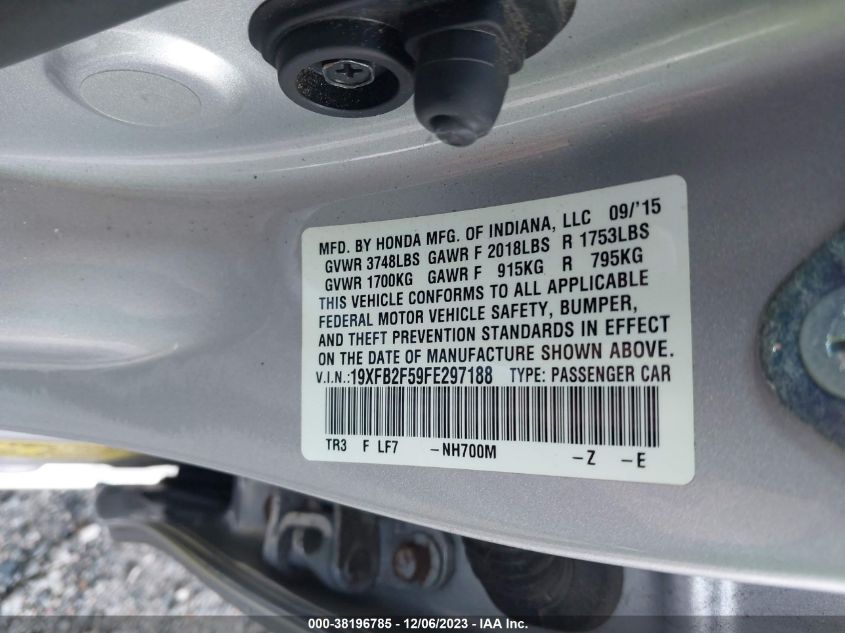 MFD. BY HONDA MFG. OF INDIANA, LLC 09/'15
GVWR 3748LBS GAWR F 2018LBS R 1753LBS
GVWR 1700KG GAWR F 915KG R 795KG
THIS VEHICLE CONFORMS TO ALL APPLICABLE
FEDERAL MOTOR VEHICLE SAFETY, BUMPER,
AND THEFT PREVENTION STANDARDS IN EFFECT
ON THE DATE OF MANUFACTURE SHOWN ABOVE.
V.I.N.:19XFB2F59FE297188 TYPE: PASSENGER CAR
TR3 F LF7 -NH700M -Z -E
000-38196785 - 12/06/2023 - IAA Inc.